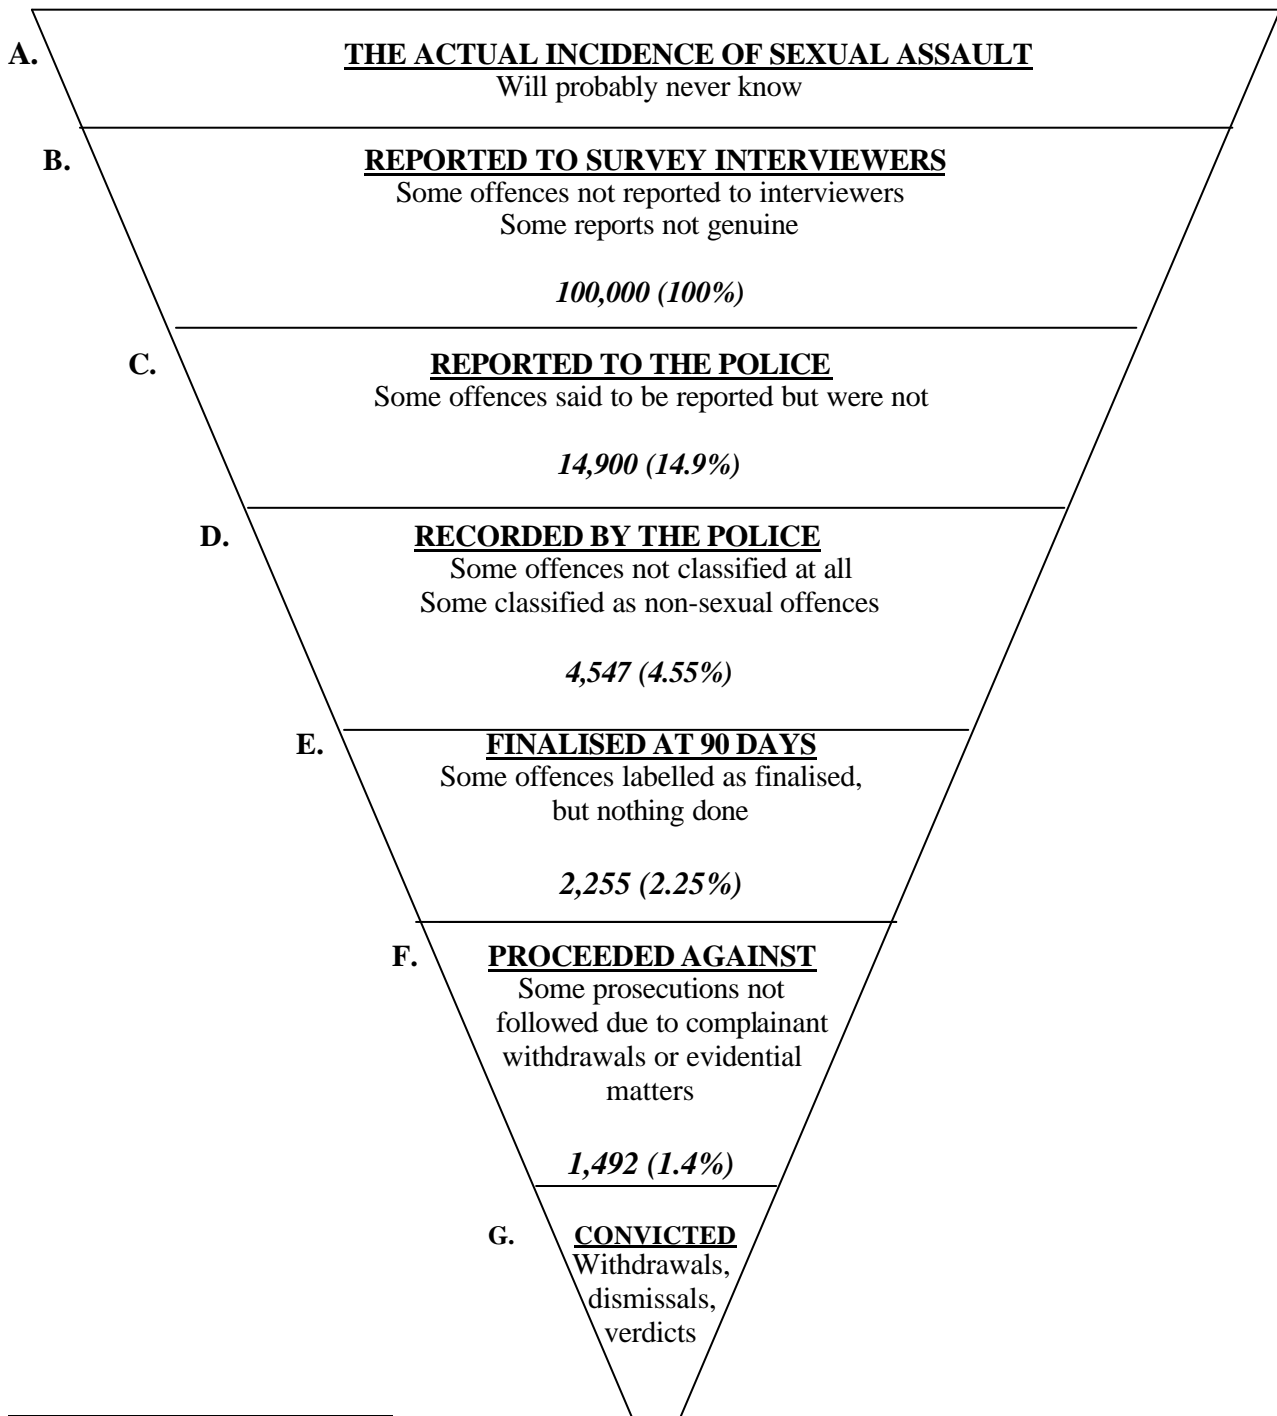 A. THE ACTUAL INCIDENCE OF SEXUAL ASSAULT
Will probably never know
B. REPORTED TO SURVEY INTERVIEWERS
Some offences not reported to interviewers
Some reports not genuine
100,000 (100%)
C. REPORTED TO THE POLICE
Some offences said to be reported but were not
14,900 (14.9%)
D. RECORDED BY THE POLICE
Some offences not classified at all
Some classified as non-sexual offences
4,547 (4.55%)
E. FINALISED AT 90 DAYS
Some offences labelled as finalised,
but nothing done
2,255 (2.25%)
F. PROCEEDED AGAINST
Some prosecutions not
followed due to complainant
withdrawals or evidential
matters
1,492 (1.4%)
G. CONVICTED
Withdrawals,
dismissals,
verdicts